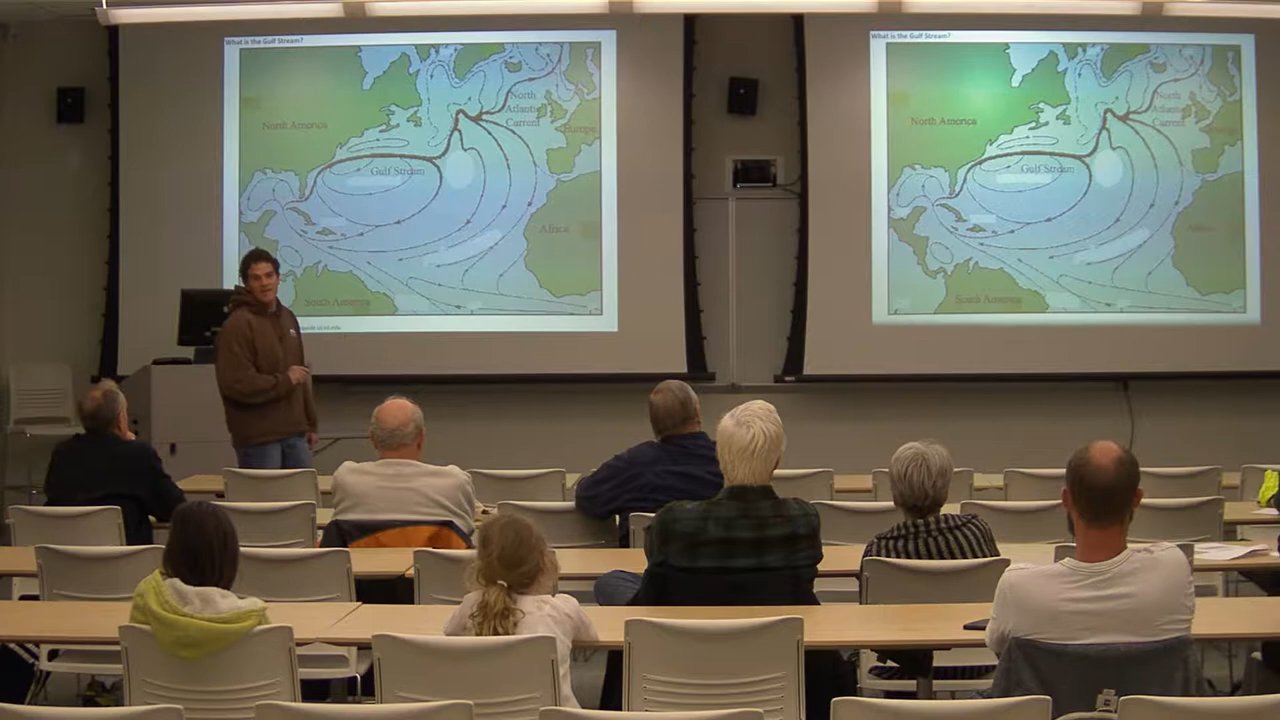 What is the Gulf Stream?
North America
North
Atlantic
Current
Europe
Gulf Stream
Africa
South America
What is the Gulf Stream?
North America
North
Atlantic
Current
Gulf Stream
Africa
South America